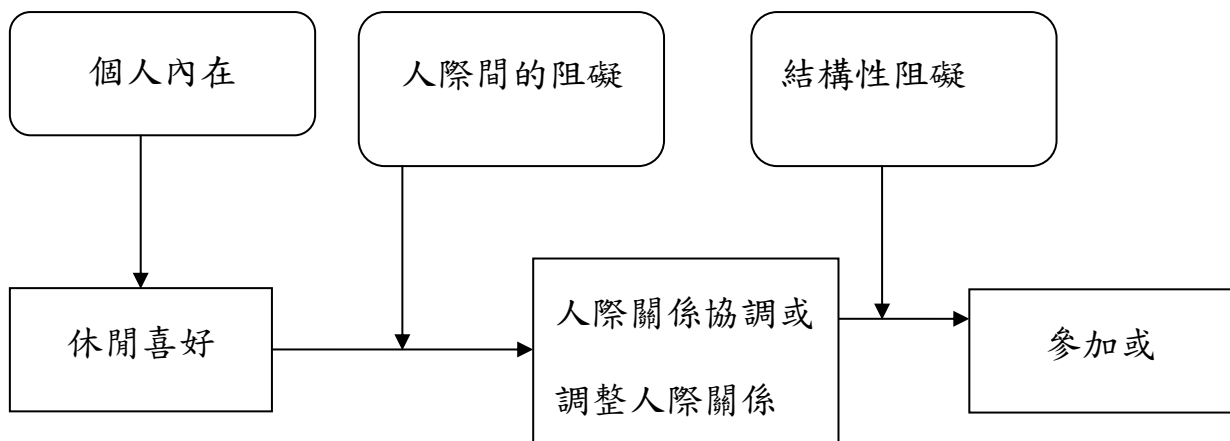 個人內在
人際間的阻礙
結構性阻礙
休閒喜好
人際關係協調或
調整人際關係
參加或